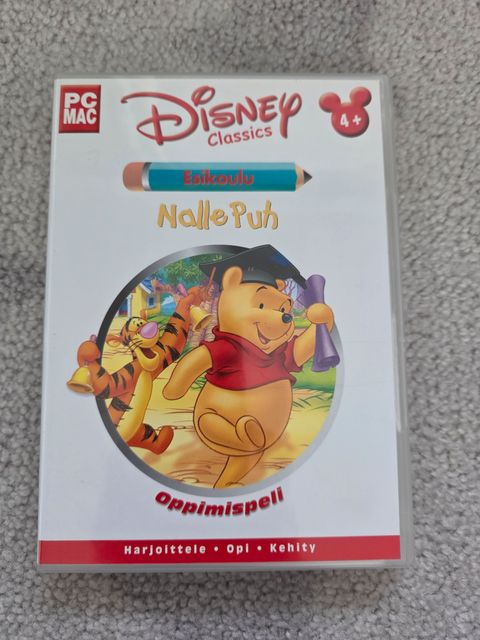 PC
MAC
Disney
Classics
4+
Esikoulu
Nalle Puh
Oppimispeli
Harjoittele • Opi • Kehity